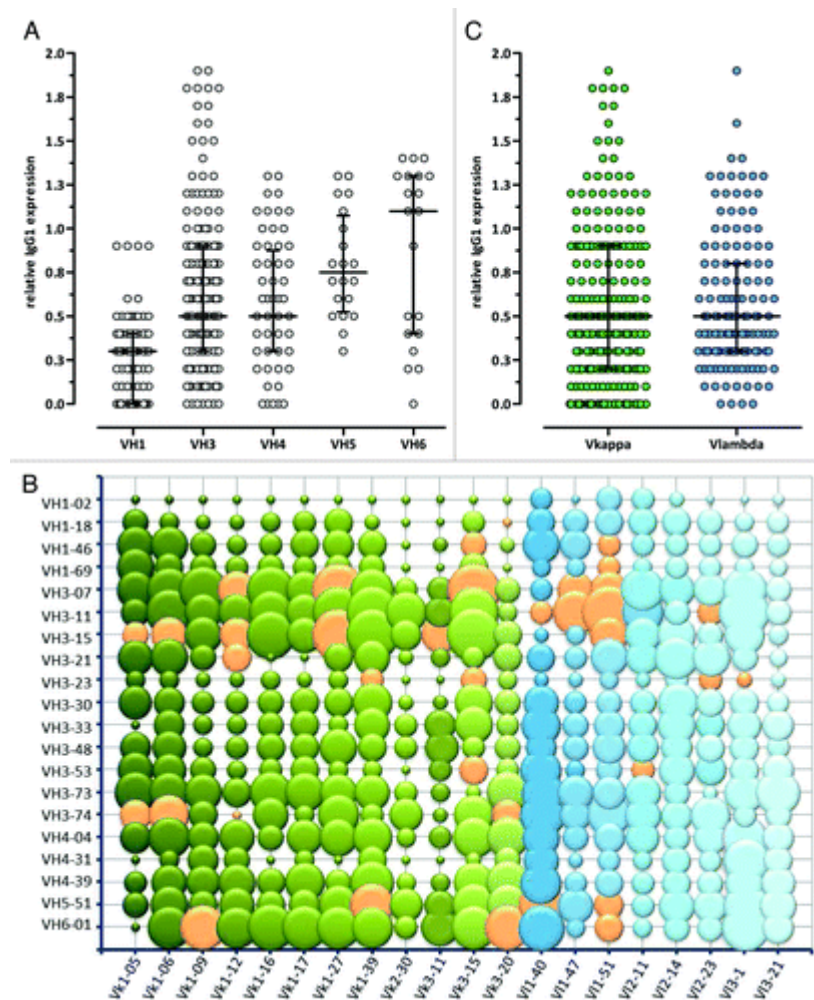 A
relative IgG1 expression
2.0
1.8
1.5
1.3
1.0
0.8
0.5
0.3
0.0
VH1 VH3 VH4 VH5 VH6
C
relative IgG1 expression
2.0
1.8
1.5
1.3
1.0
0.8
0.5
0.3
0.0
Vkappa Vlambda
B
VH1-02
VH1-18
VH1-46
VH1-69
VH3-07
VH3-11
VH3-15
VH3-21
VH3-23
VH3-30
VH3-33
VH3-48
VH3-53
VH3-73
VH3-74
VH4-04
VH4-31
VH4-39
VH5-51
VH6-01
Vk1-05 Vk1-06 Vk1-09 Vk1-12 Vk1-16 Vk1-17 Vk1-27 Vk1-39 Vk2-30 Vk3-11 Vk3-15 Vk3-20 Vl1-40 Vl1-47 Vl1-51 Vl2-11 Vl2-14 Vl2-23 Vl3-1 Vl3-21